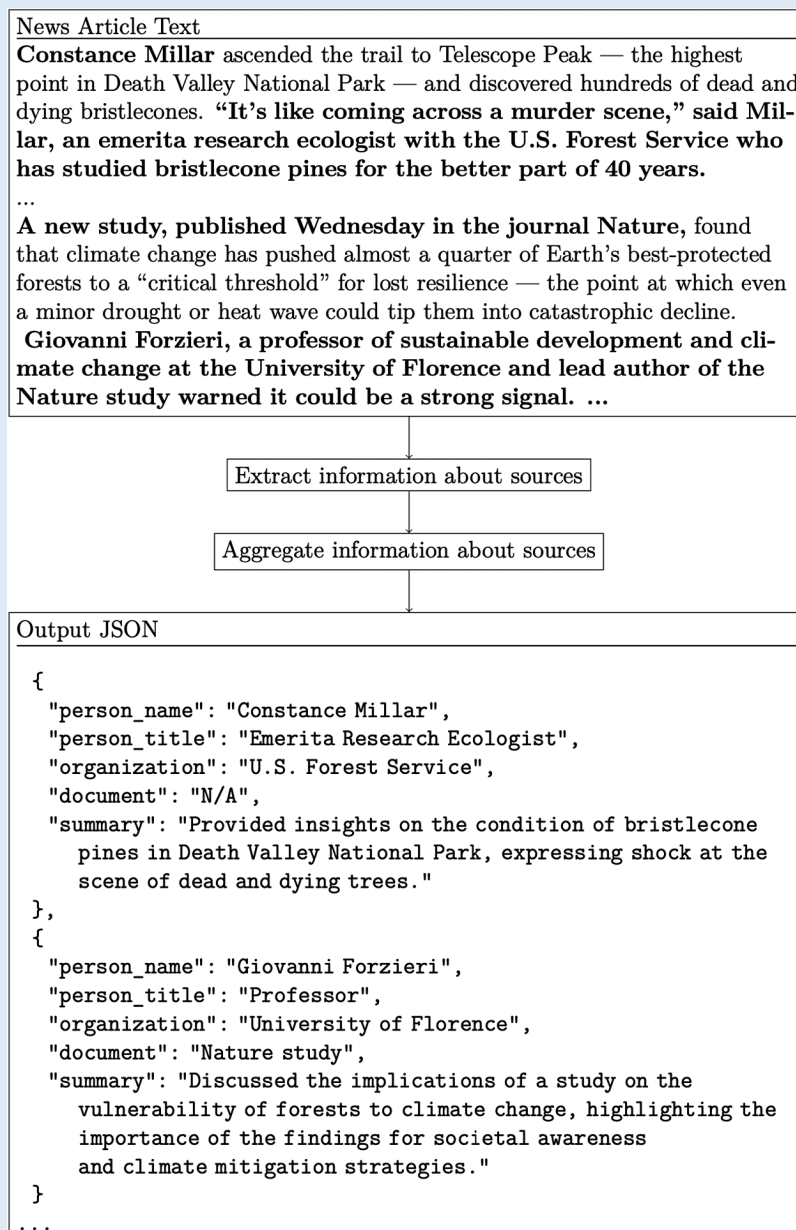 News Article Text
Constance Millar ascended the trail to Telescope Peak — the highest
point in Death Valley National Park — and discovered hundreds of dead and
dying bristlecones. “It’s like coming across a murder scene,” said Mil-
lar, an emerita research ecologist with the U.S. Forest Service who
has studied bristlecone pines for the better part of 40 years.
...
A new study, published Wednesday in the journal Nature, found
that climate change has pushed almost a quarter of Earth’s best-protected
forests to a “critical threshold” for lost resilience — the point at which even
a minor drought or heat wave could tip them into catastrophic decline.
Giovanni Forzieri, a professor of sustainable development and cli-
mate change at the University of Florence and lead author of the
Nature study warned it could be a strong signal. ...
Extract information about sources
Aggregate information about sources
Output JSON
{
"person_name": "Constance Millar",
"person_title": "Emerita Research Ecologist",
"organization": "U.S. Forest Service",
"document": "N/A",
"summary": "Provided insights on the condition of bristlecone
pines in Death Valley National Park, expressing shock at the
scene of dead and dying trees."
},
{
"person_name": "Giovanni Forzieri",
"person_title": "Professor",
"organization": "University of Florence",
"document": "Nature study",
"summary": "Discussed the implications of a study on the
vulnerability of forests to climate change, highlighting the
importance of the findings for societal awareness
and climate mitigation strategies."
}
...